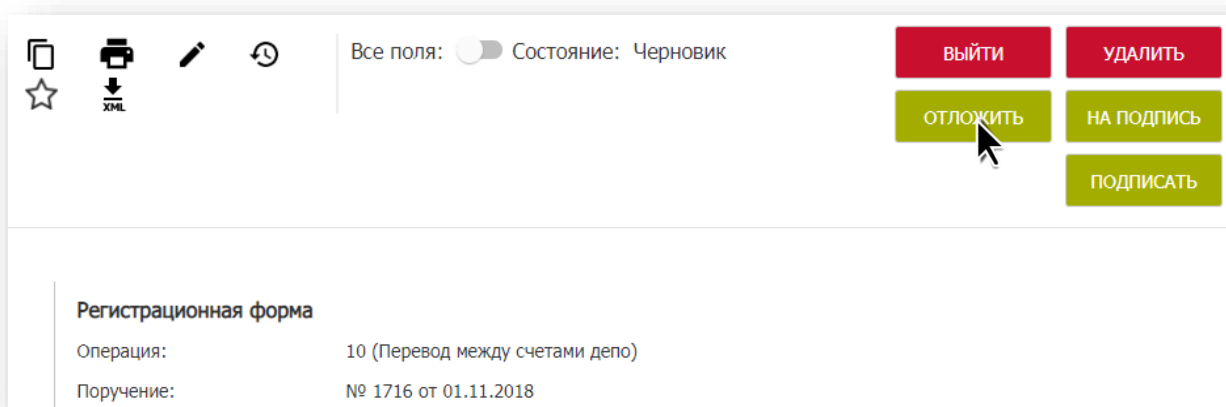 Все поля: Состояние: Черновик
ВЫЙТИ УДАЛИТЬ
XML
ОТЛОЖИТЬ НА ПОДПИСЬ
ПОДПИСАТЬ
Регистрационная форма
Операция: 10 (Перевод между счетами депо)
Поручение: № 1716 от 01.11.2018